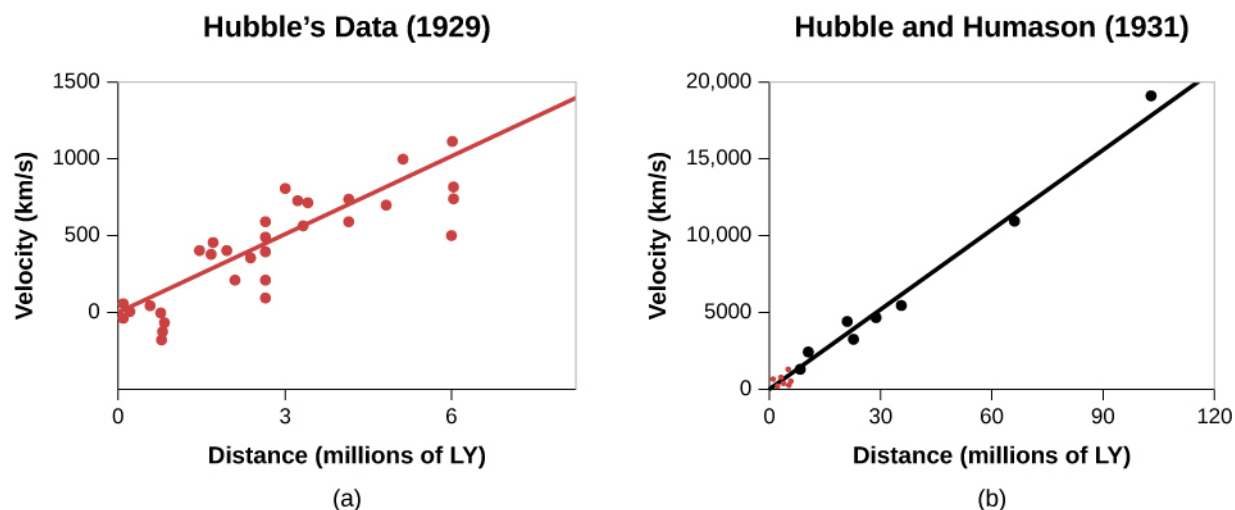 Hubble's Data (1929)
1500
1000
500
0
Velocity (km/s)
0 3 6
Distance (millions of LY)
(a)
Hubble and Humason (1931)
20,000
15,000
10,000
5000
0
Velocity (km/s)
0 30 60 90 120
Distance (millions of LY)
(b)